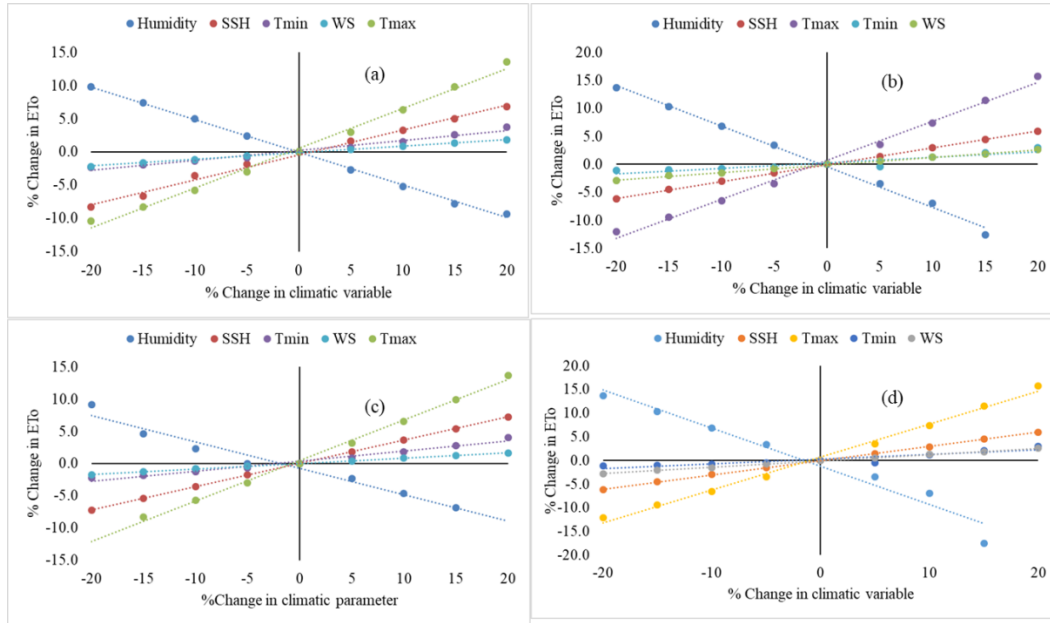 Humidity SSH Tmin WS Tmax
(a)
% Change in ETo
15.0
10.0
5.0
0.0
-5.0
-10.0
-15.0
-20 -15 -10 -5 0 5 10 15 20
% Change in climatic variable
Humidity SSH Tmax Tmin WS
(b)
% Change in ETo
20.0
15.0
10.0
5.0
0.0
-5.0
-10.0
-15.0
-20 -15 -10 -5 0 5 10 15 20
% Change in climatic variable
Humidity SSH Tmin WS Tmax
(c)
% Change in ETo
15.0
10.0
5.0
0.0
-5.0
-10.0
-15.0
-20 -15 -10 -5 0 5 10 15 20
%Change in climatic parameter
Humidity SSH Tmax Tmin WS
(d)
% Change in ETo
20.0
15.0
10.0
5.0
0.0
-5.0
-10.0
-15.0
-20.0
-20 -10 0 10 20
% Change in climatic variable